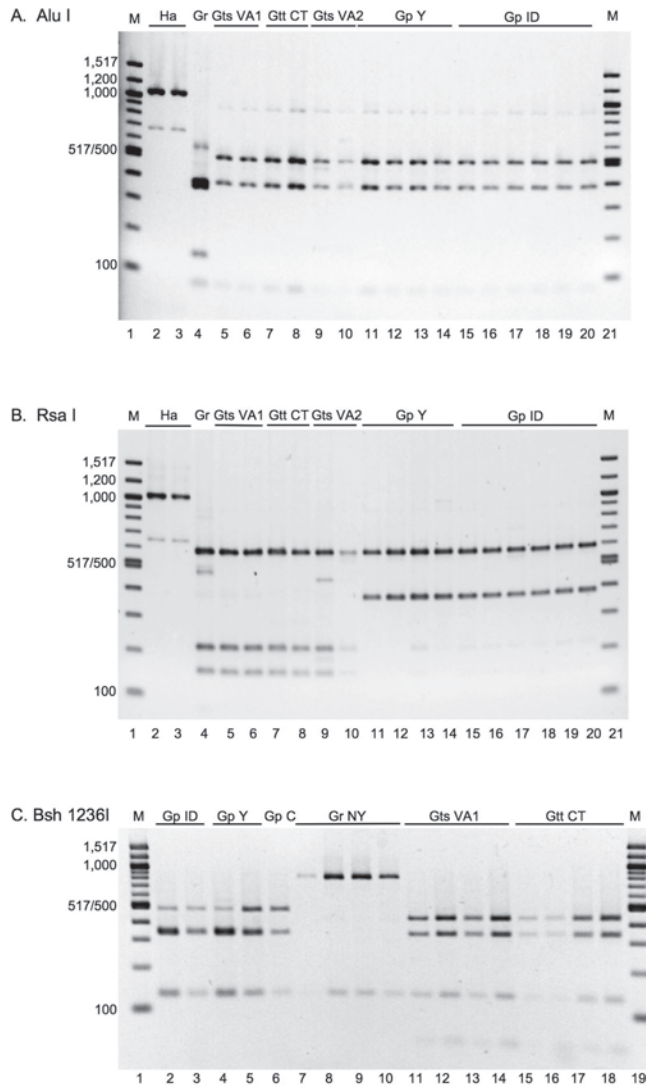 A. Alu I
M Ha Gr Gts VA1 Gtt CT Gts VA2 Gp Y Gp ID M
1,517
1,200
1,000
517/500
100
1 2 3 4 5 6 7 8 9 10 11 12 13 14 15 16 17 18 19 20 21
B. Rsa I
M Ha Gr Gts VA1 Gtt CT Gts VA2 Gp Y Gp ID M
1,517
1,200
1,000
517/500
100
1 2 3 4 5 6 7 8 9 10 11 12 13 14 15 16 17 18 19 20 21
C. Bsh 1236I
M Gp ID Gp Y Gp C Gr NY Gts VA1 Gtt CT M
1,517
1,000
517/500
100
1 2 3 4 5 6 7 8 9 10 11 12 13 14 15 16 17 18 19